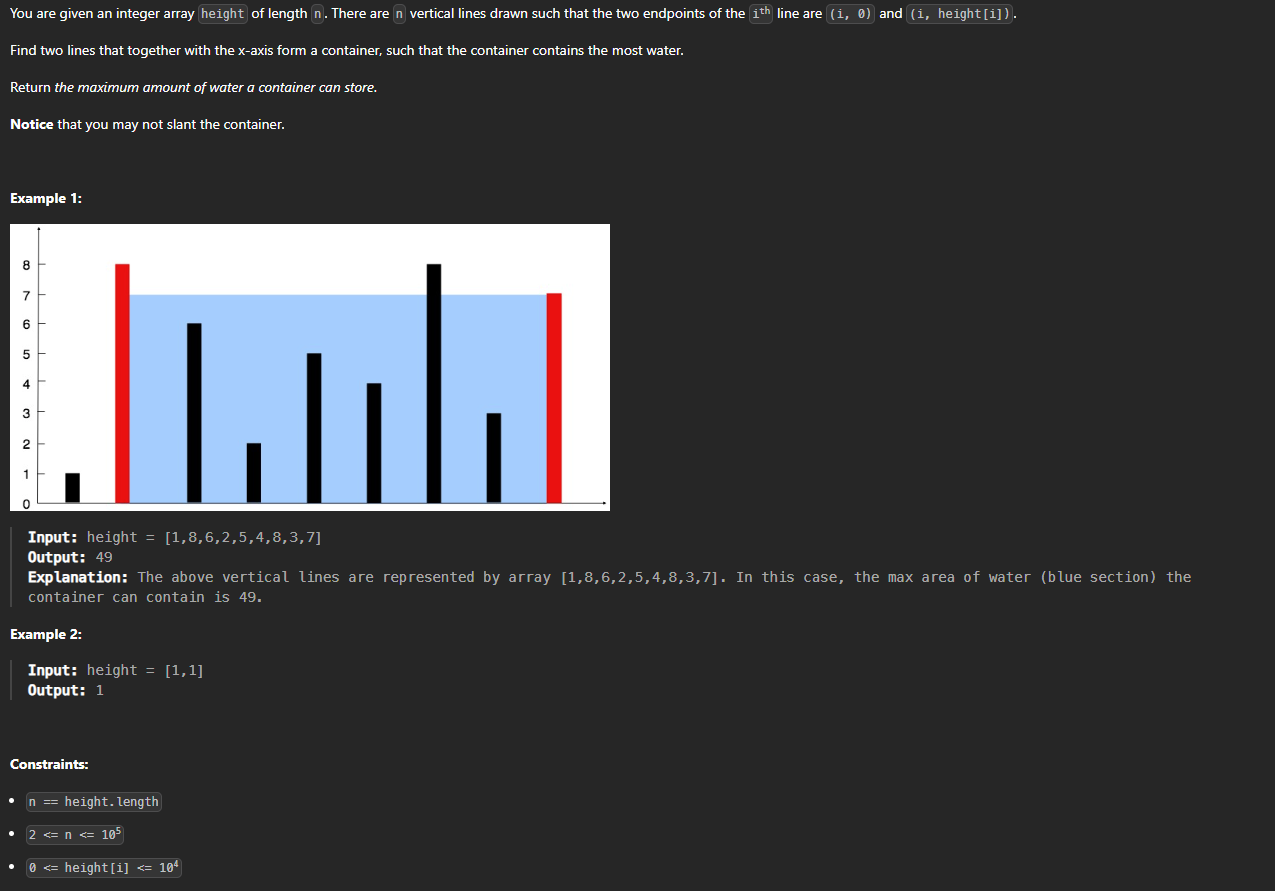 You are given an integer array height of length n. There are n vertical lines drawn such that the two endpoints of the ith line are (i, 0) and (i, height[i]).
Find two lines that together with the x-axis form a container, such that the container contains the most water.
Return the maximum amount of water a container can store.
Notice that you may not slant the container.
Example 1:
8
7
6
5
4
3
2
1
0
Input: height = [1,8,6,2,5,4,8,3,7]
Output: 49
Explanation: The above vertical lines are represented by array [1,8,6,2,5,4,8,3,7]. In this case, the max area of water (blue section) the
container can contain is 49.
Example 2:
Input: height = [1,1]
Output: 1
Constraints:
n == height.length
2 <= n <= 10⁵
0 <= height[i] <= 10⁴